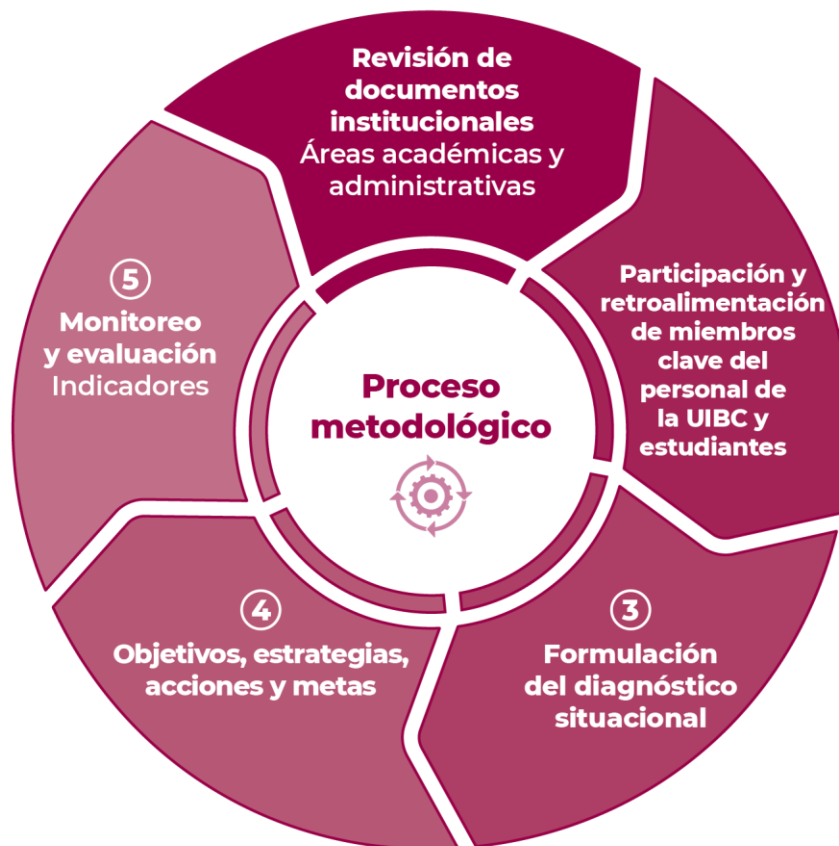 Revisión de
documentos
institucionales
Áreas académicas y
administrativas
Participación y
retroalimentación
de miembros
clave del
personal de
la UIBC y
estudiantes
3
Formulación
del diagnóstico
situacional
4
Objetivos, estrategias,
acciones y metas
5
Monitoreo
y evaluación
Indicadores
Proceso
metodológico